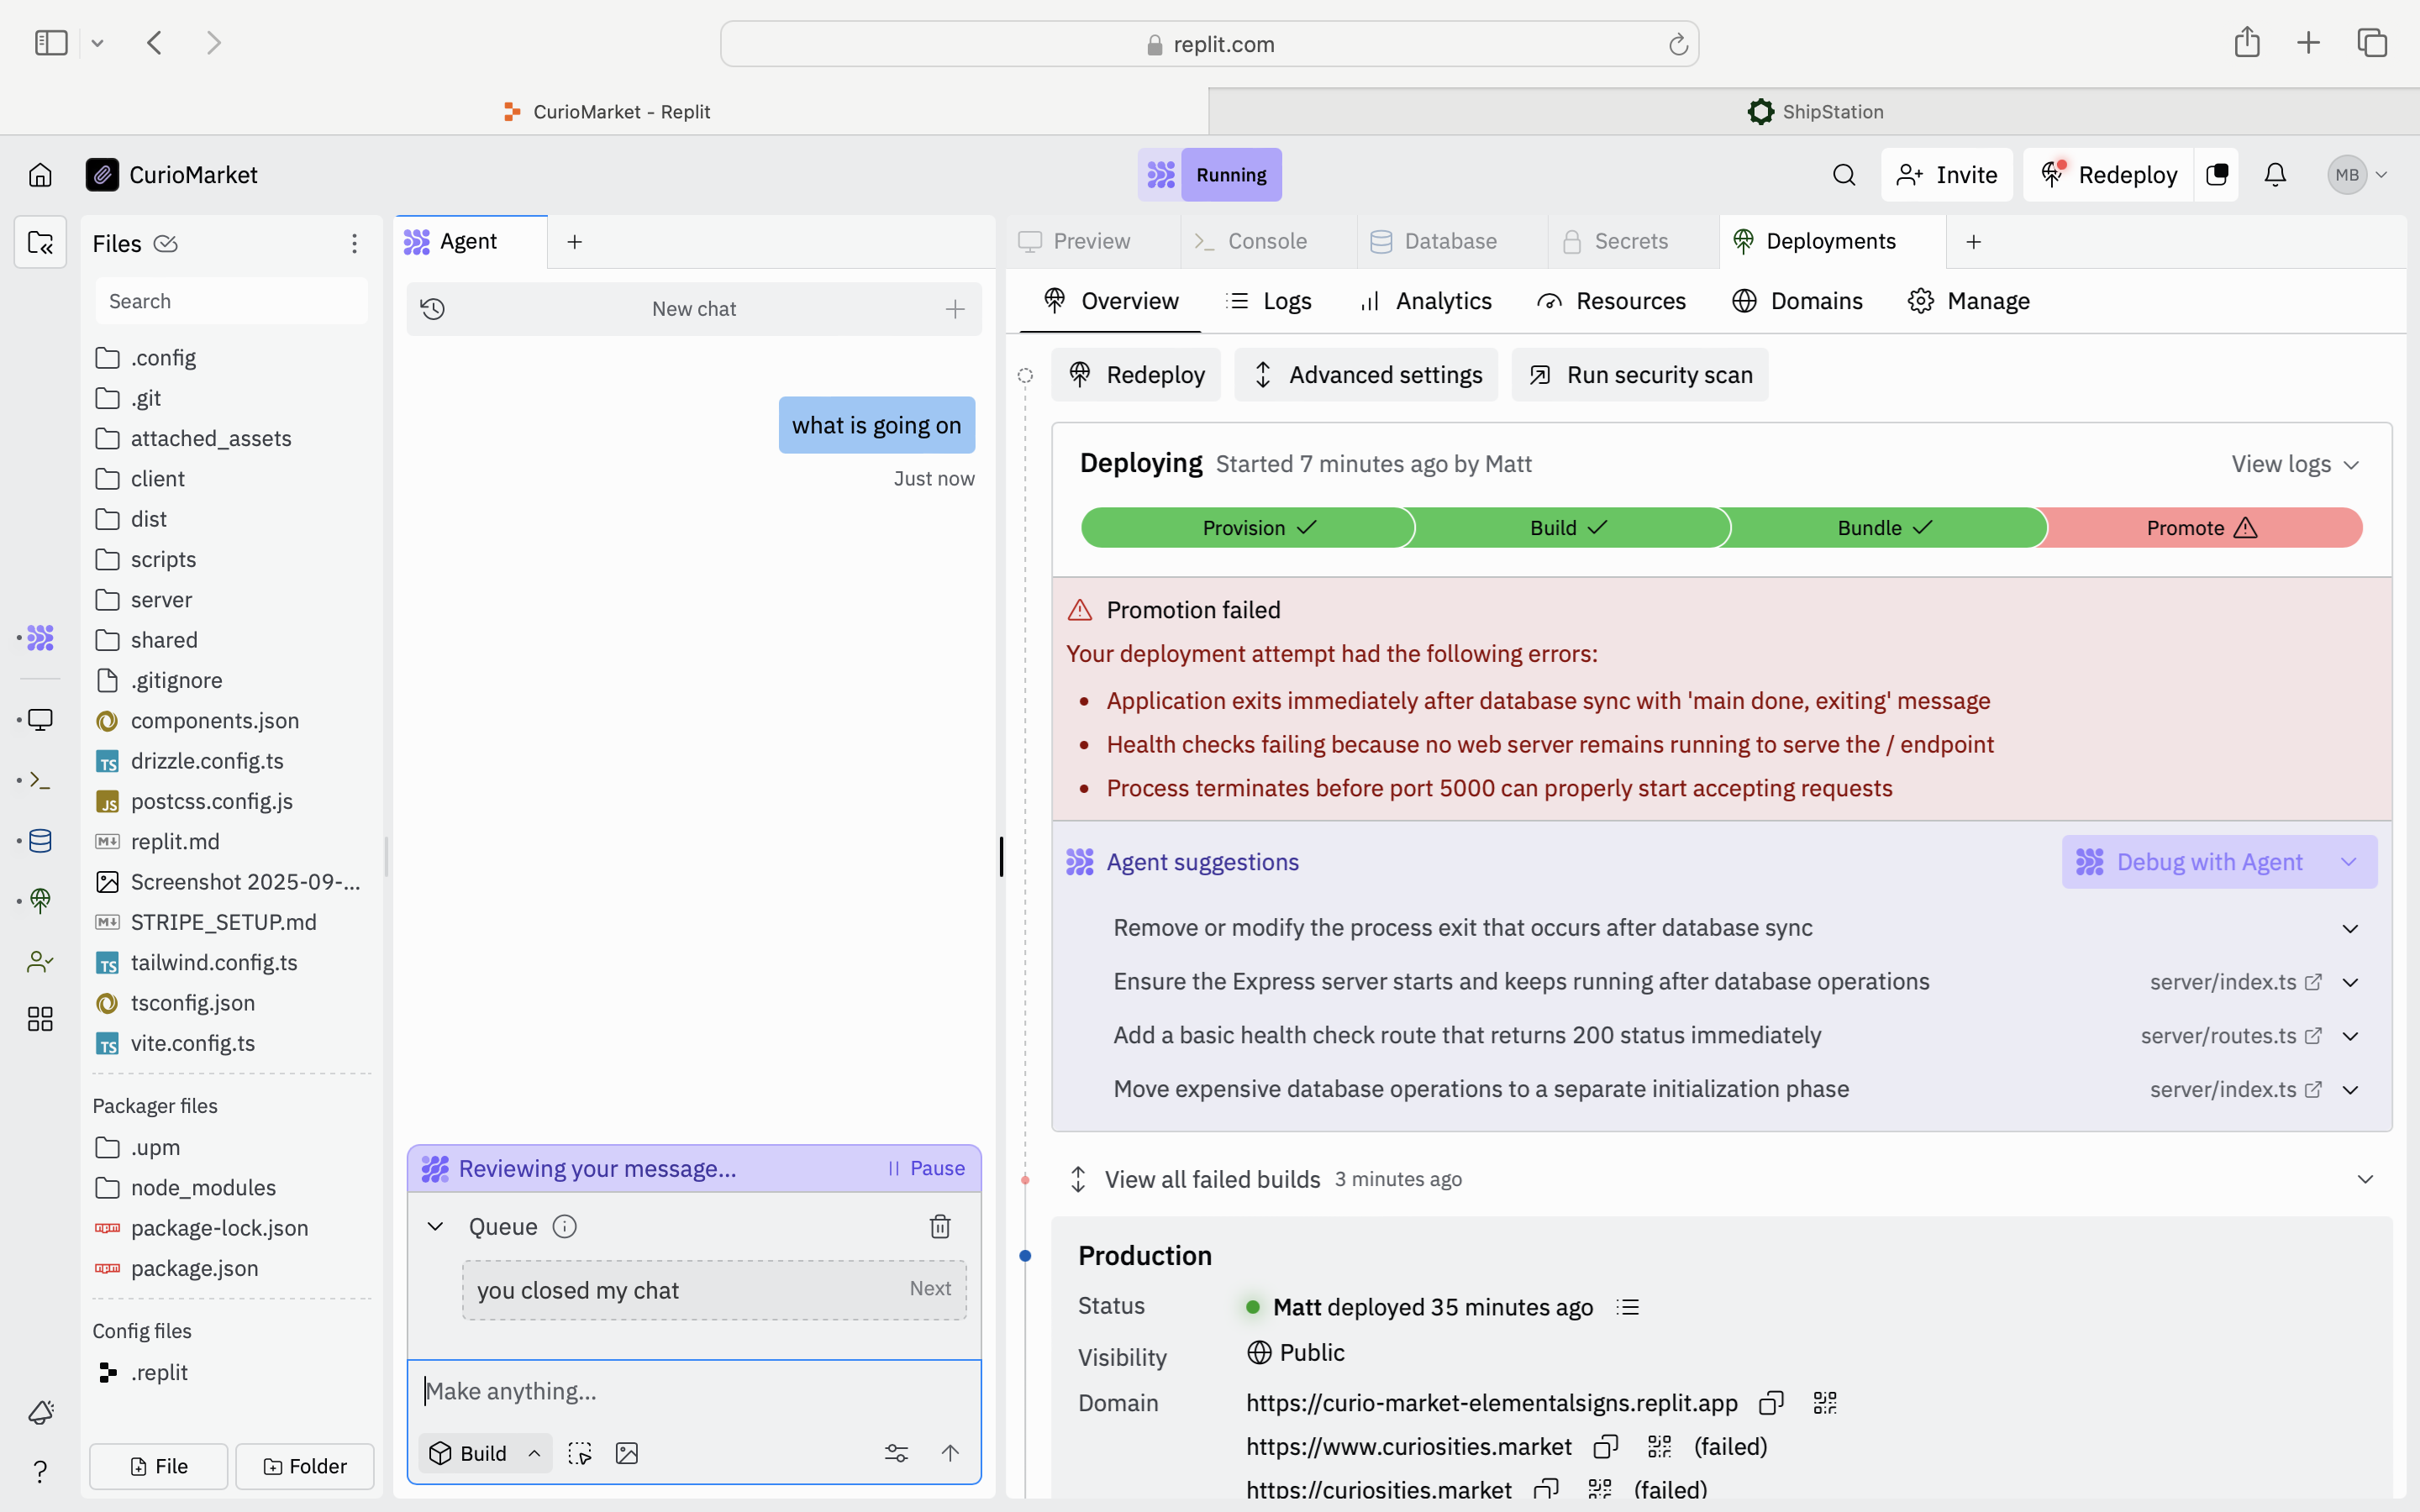 replit.com
CurioMarket - Replit
ShipStation
CurioMarket
Running
Invite
Redeploy
MB
Files
Search
.config
.git
attached_assets
client
dist
scripts
server
shared
.gitignore
components.json
TS drizzle.config.ts
JS postcss.config.js
M↓ replit.md
Screenshot 2025-09-...
M↓ STRIPE_SETUP.md
TS tailwind.config.ts
tsconfig.json
TS vite.config.ts
Packager files
.upm
node_modules
npm package-lock.json
npm package.json
Config files
.replit
File
Folder
Agent
New chat
what is going on
Just now
Reviewing your message...
Pause
Queue
you closed my chat
Next
Make anything...
Build
Preview
Console
Database
Secrets
Deployments
Overview
Logs
Analytics
Resources
Domains
Manage
Redeploy
Advanced settings
Run security scan
Deploying Started 7 minutes ago by Matt
View logs
Provision
Build
Bundle
Promote
Promotion failed
Your deployment attempt had the following errors:
• Application exits immediately after database sync with 'main done, exiting' message
• Health checks failing because no web server remains running to serve the / endpoint
• Process terminates before port 5000 can properly start accepting requests
Agent suggestions
Debug with Agent
Remove or modify the process exit that occurs after database sync
Ensure the Express server starts and keeps running after database operations
server/index.ts
Add a basic health check route that returns 200 status immediately
server/routes.ts
Move expensive database operations to a separate initialization phase
server/index.ts
View all failed builds 3 minutes ago
Production
Status
Matt deployed 35 minutes ago
Visibility
Public
Domain
https://curio-market-elementalsigns.replit.app
https://www.curiosities.market (failed)
https://curiosities.market (failed)